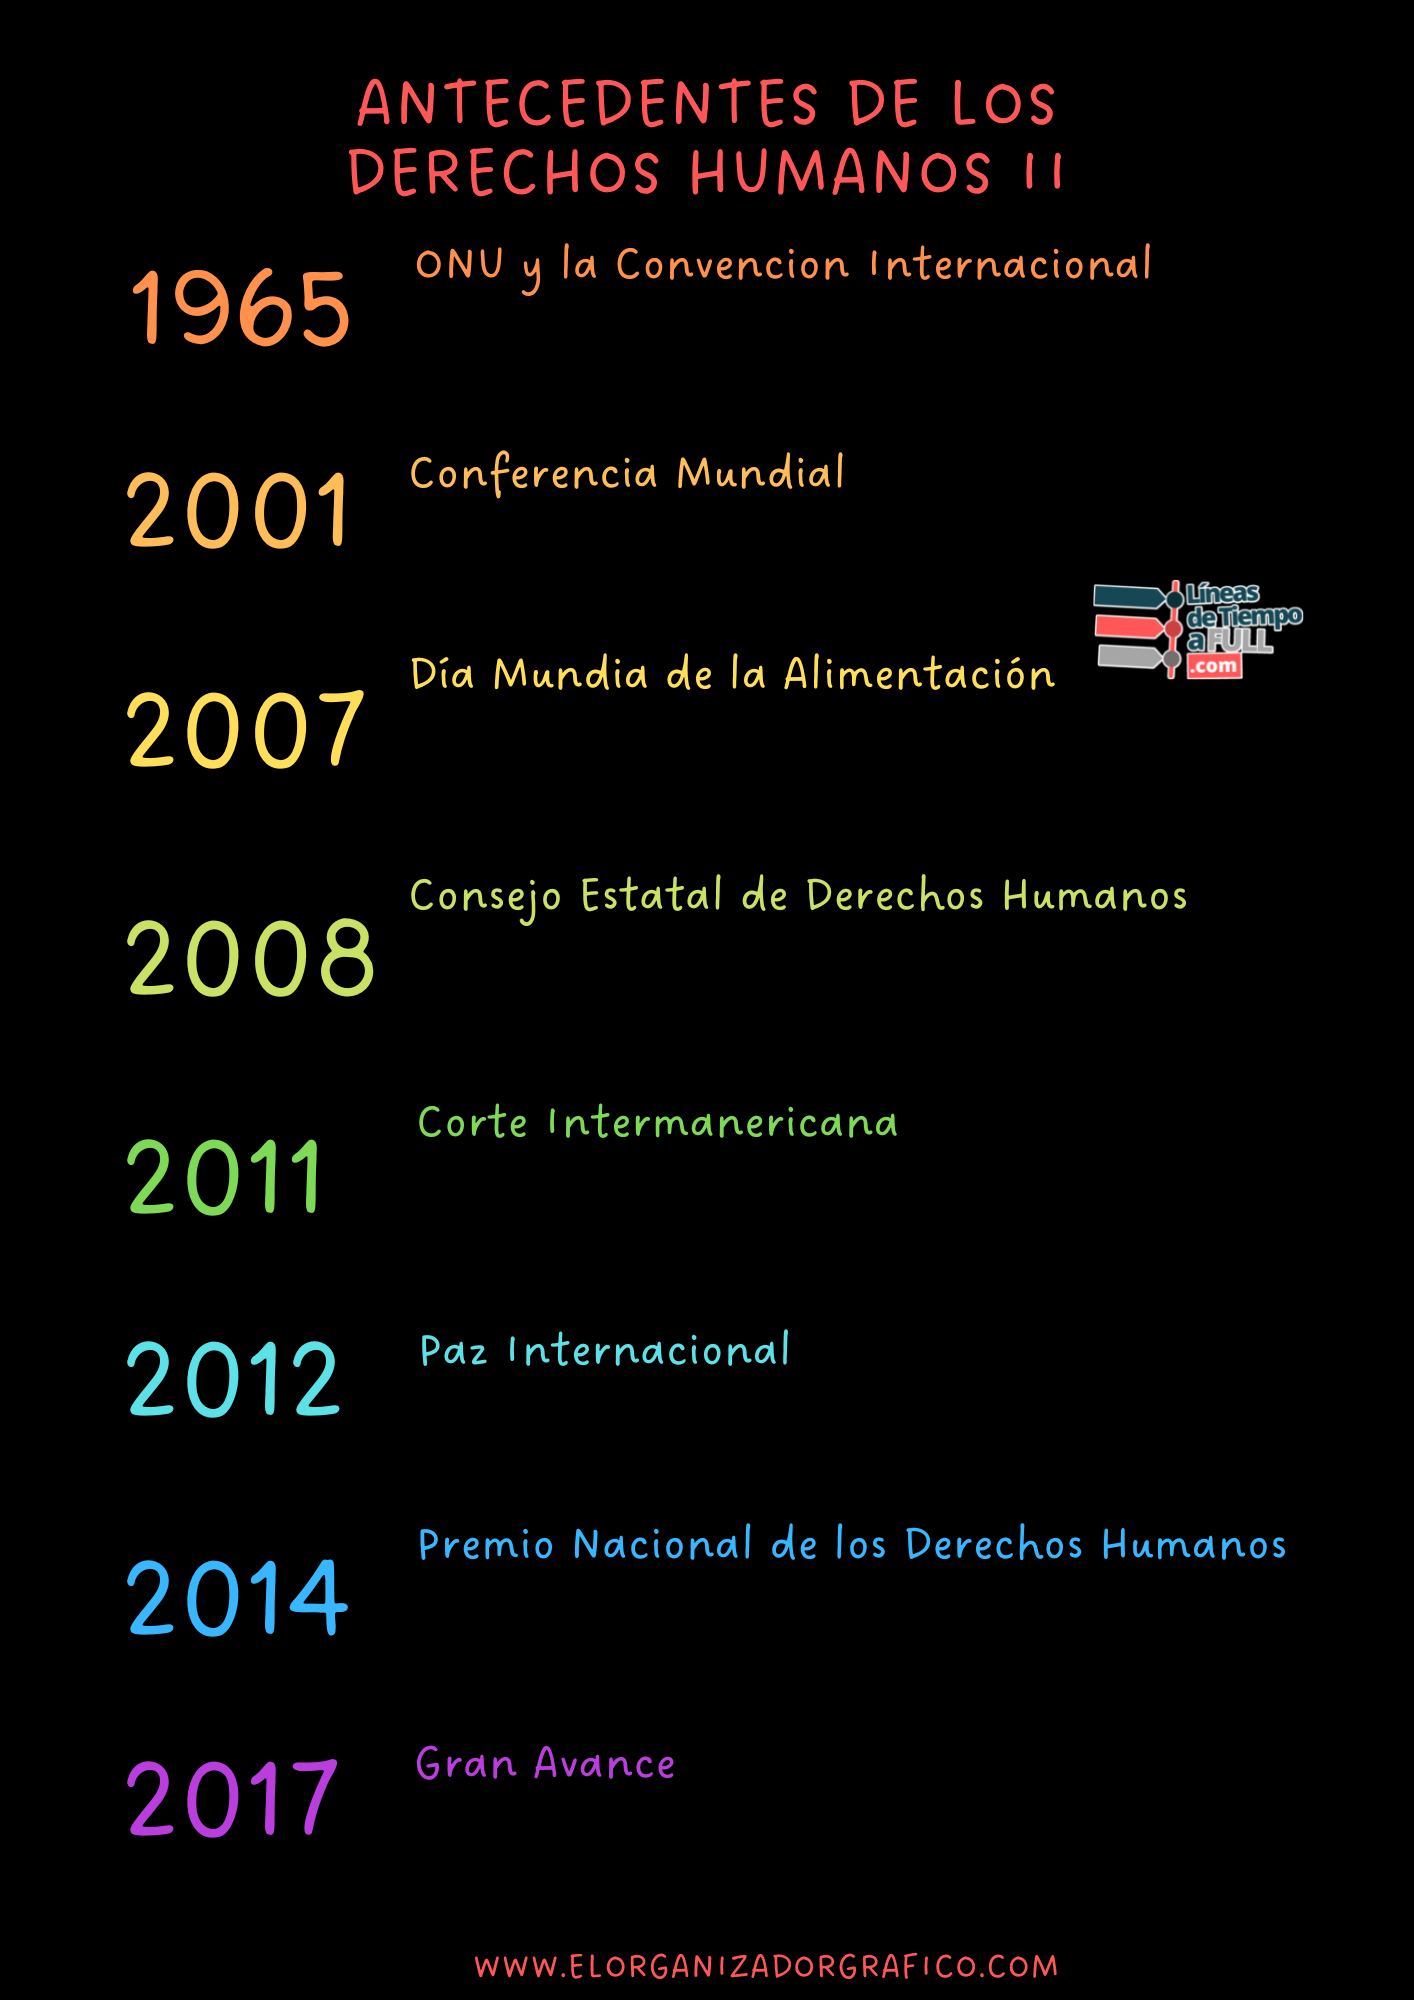 ANTECEDENTES DE LOS
DERECHOS HUMANOS II
1965
ONU y la Convencion Internacional
2001
Conferencia Mundial
Líneas
de Tiempo
a FULL
.com
2007
Día Mundia de la Alimentación
2008
Consejo Estatal de Derechos Humanos
2011
Corte Intermanericana
2012
Paz Internacional
2014
Premio Nacional de los Derechos Humanos
2017
Gran Avance
WWW.ELORGANIZADORGRAFICO.COM